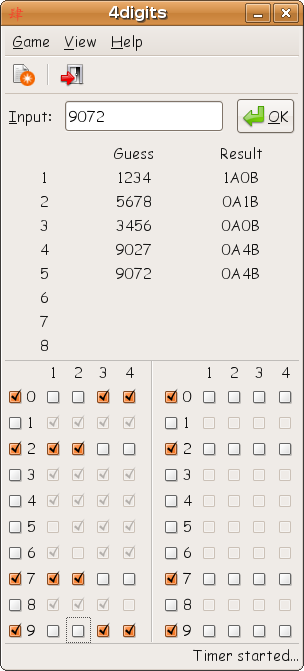 4digits
Game View Help
Input: 9072 OK
Guess Result
1 1234 1A0B
2 5678 0A1B
3 3456 0A0B
4 9027 0A4B
5 9072 0A4B
6
7
8
1 2 3 4 1 2 3 4
0 0
1 1
2 2
3 3
4 4
5 5
6 6
7 7
8 8
9 9
Timer started...